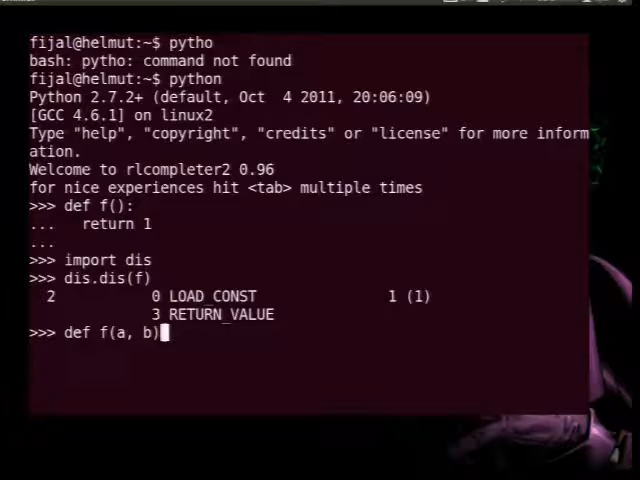 fijal@helmut:~$ pytho
bash: pytho: command not found
fijal@helmut:~$ python
Python 2.7.2+ (default, Oct  4 2011, 20:06:09)
[GCC 4.6.1] on linux2
Type "help", "copyright", "credits" or "license" for more inform
ation.
Welcome to rlcompleter2 0.96
for nice experiences hit <tab> multiple times
>>> def f():
...   return 1
...
>>> import dis
>>> dis.dis(f)
  2           0 LOAD_CONST               1 (1)
              3 RETURN_VALUE
>>> def f(a, b)